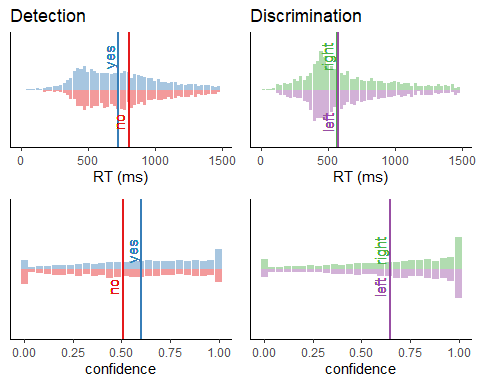 Detection
Discrimination
yes
no
right
left
0
500
1000
1500
0
500
1000
1500
RT (ms)
RT (ms)
yes
no
right
left
0.00
0.25
0.50
0.75
1.00
0.00
0.25
0.50
0.75
1.00
confidence
confidence